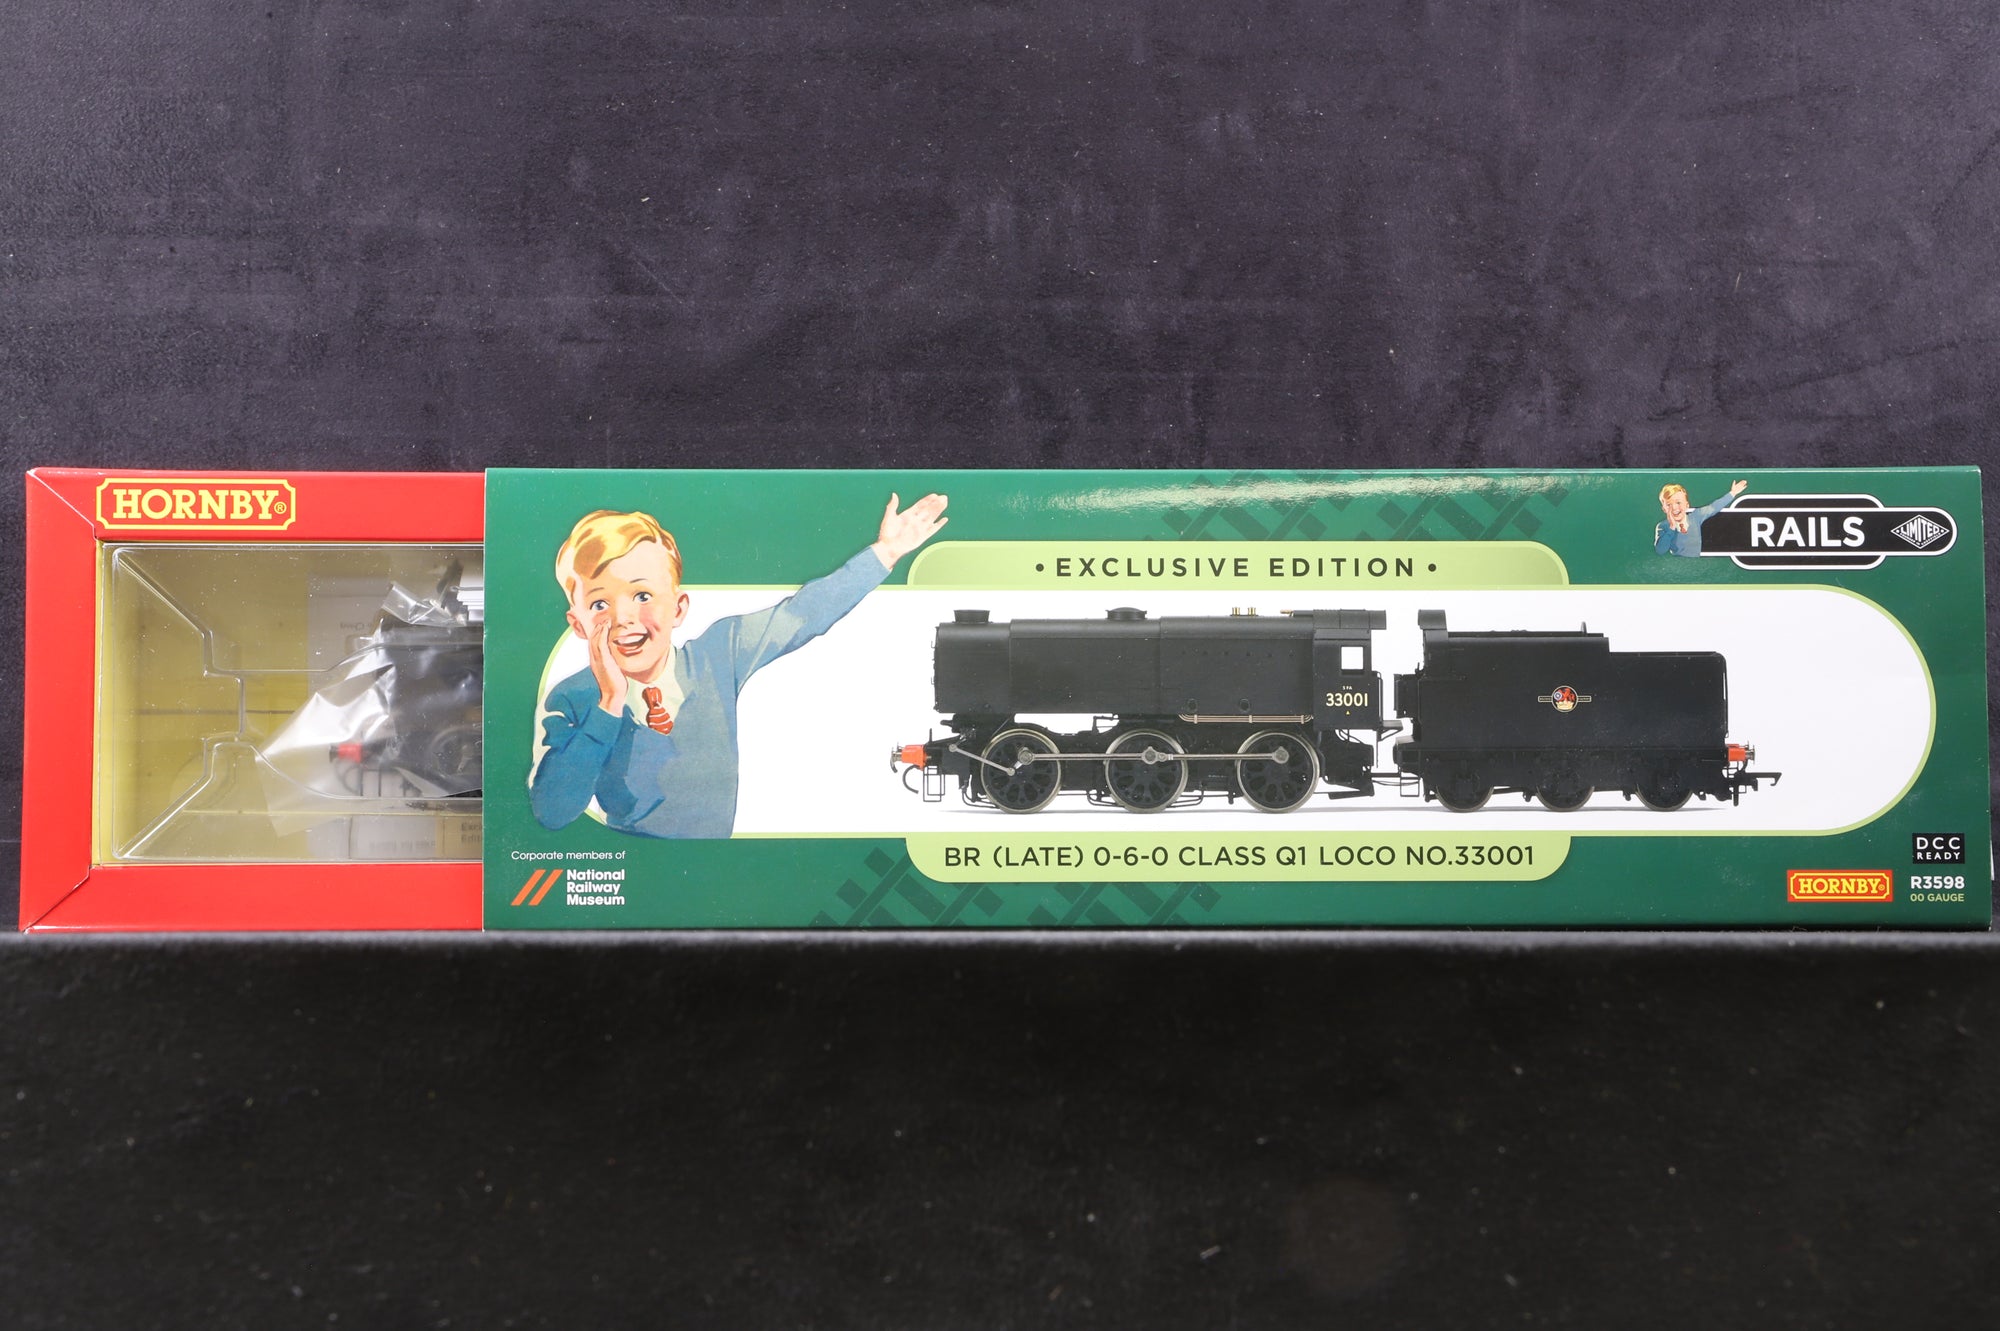 HORNBY®
• EXCLUSIVE EDITION •
RAILS
LIMITED
5FA
33001
BR (LATE) 0-6-0 CLASS Q1 LOCO NO.33001
Corporate members of
National
Railway
Museum
DCC
READY
HORNBY®
R3598
00 GAUGE